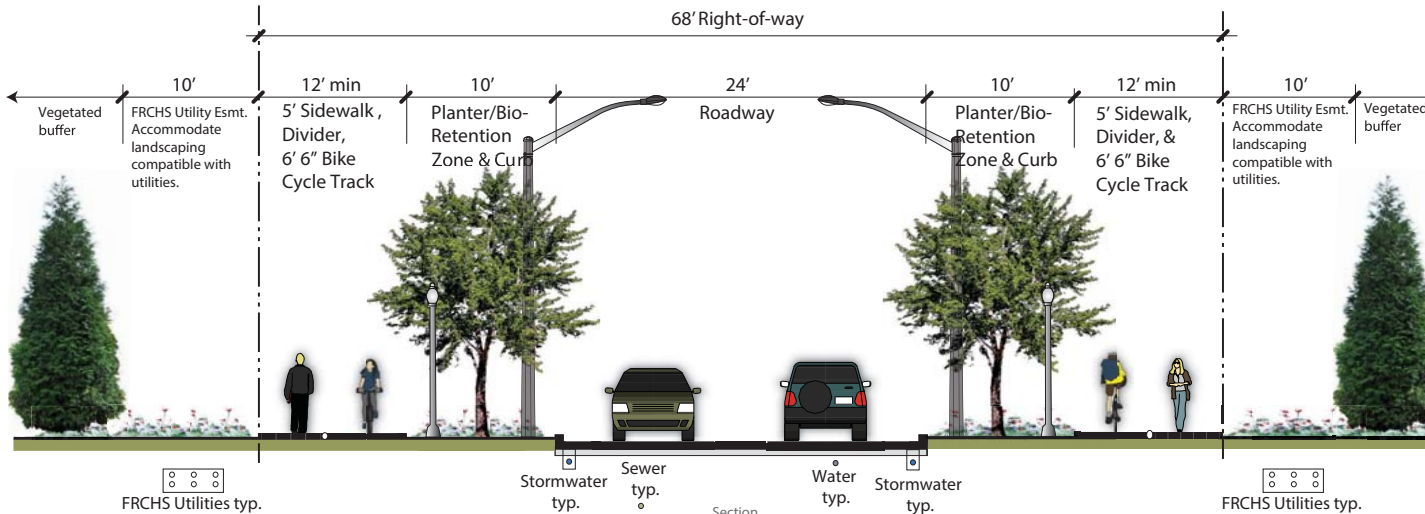 68' Right-of-way
10'
12' min
10'
24'
10'
12' min
10'
Vegetated
buffer
FRCHS Utility Esmt.
Accommodate
landscaping
compatible with
utilities.
5' Sidewalk ,
Divider,
6' 6" Bike
Cycle Track
Planter/Bio-
Retention
Zone & Curb
Roadway
Planter/Bio-
Retention
Zone & Curb
5' Sidewalk,
Divider, &
6' 6" Bike
Cycle Track
FRCHS Utility Esmt.
Accommodate
landscaping
compatible with
utilities.
Vegetated
buffer
FRCHS Utilities typ.
Stormwater
typ.
Sewer
typ.
Section
Water
typ.
Stormwater
typ.
FRCHS Utilities typ.